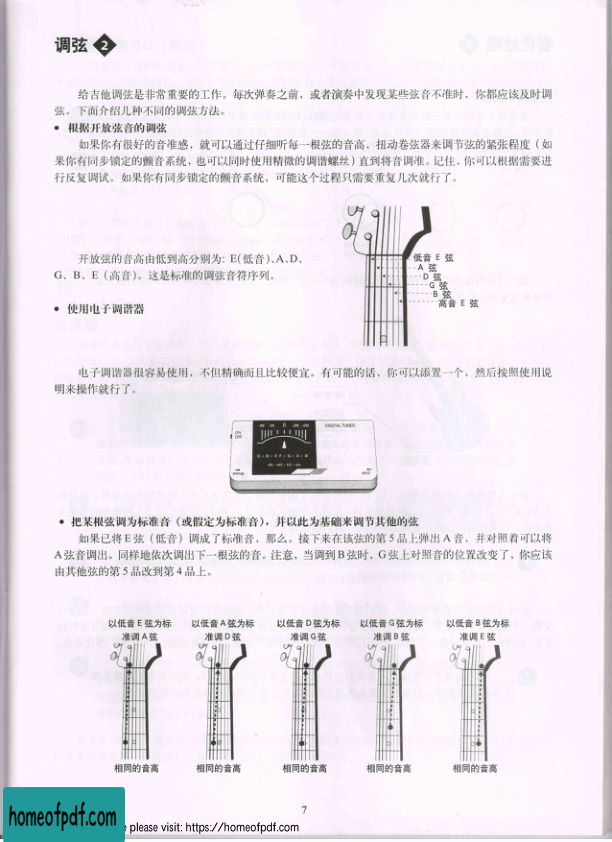 调弦 2
给吉他调弦是非常重要的工作。每次弹奏之前，或者演奏中发现某些弦音不准时，你都应该及时调
弦。下面介绍几种不同的调弦方法。
• 根据开放弦音的调弦
如果你有很好的音准感，就可以通过仔细听每一根弦的音高，扭动卷弦器来调节弦的紧张程度（如
果你有同步锁定的颤音系统，也可以同时使用精微的调谐螺丝）直到将音调准。记住，你可以根据需要进
行反复调试。如果你有同步锁定的颤音系统，可能这个过程只需要重复几次就行了。
开放弦的音高由低到高分别为: E(低音)、A、D、
G、B、E（高音）。这是标准的调弦音符序列。
低音 E 弦
A 弦
D 弦
G 弦
B 弦
高音 E 弦
• 使用电子调谐器
电子调谐器很容易使用，不但精确而且比较便宜。有可能的话，你可以添置一个，然后按照使用说
明来操作就行了。
DIGITAL TUNER
• 把某根弦调为标准音（或假定为标准音），并以此为基础来调节其他的弦
如果已将 E 弦（低音）调成了标准音，那么，接下来在该弦的第 5 品上弹出 A 音，并对照着可以将
A 弦音调出。同样地依次调出下一根弦的音。注意，当调到 B 弦时，G 弦上对照音的位置改变了，你应该
由其他弦的第 5 品改到第 4 品上。
以低音 E 弦为标
准调 A 弦
以低音 A 弦为标
准调 D 弦
以低音 D 弦为标
准调 G 弦
以低音 G 弦为标
准调 B 弦
以低音 B 弦为标
准调 E 弦
相同的音高
相同的音高
相同的音高
相同的音高
相同的音高
7
homeofpdf.com
please visit: https://homeofpdf.com